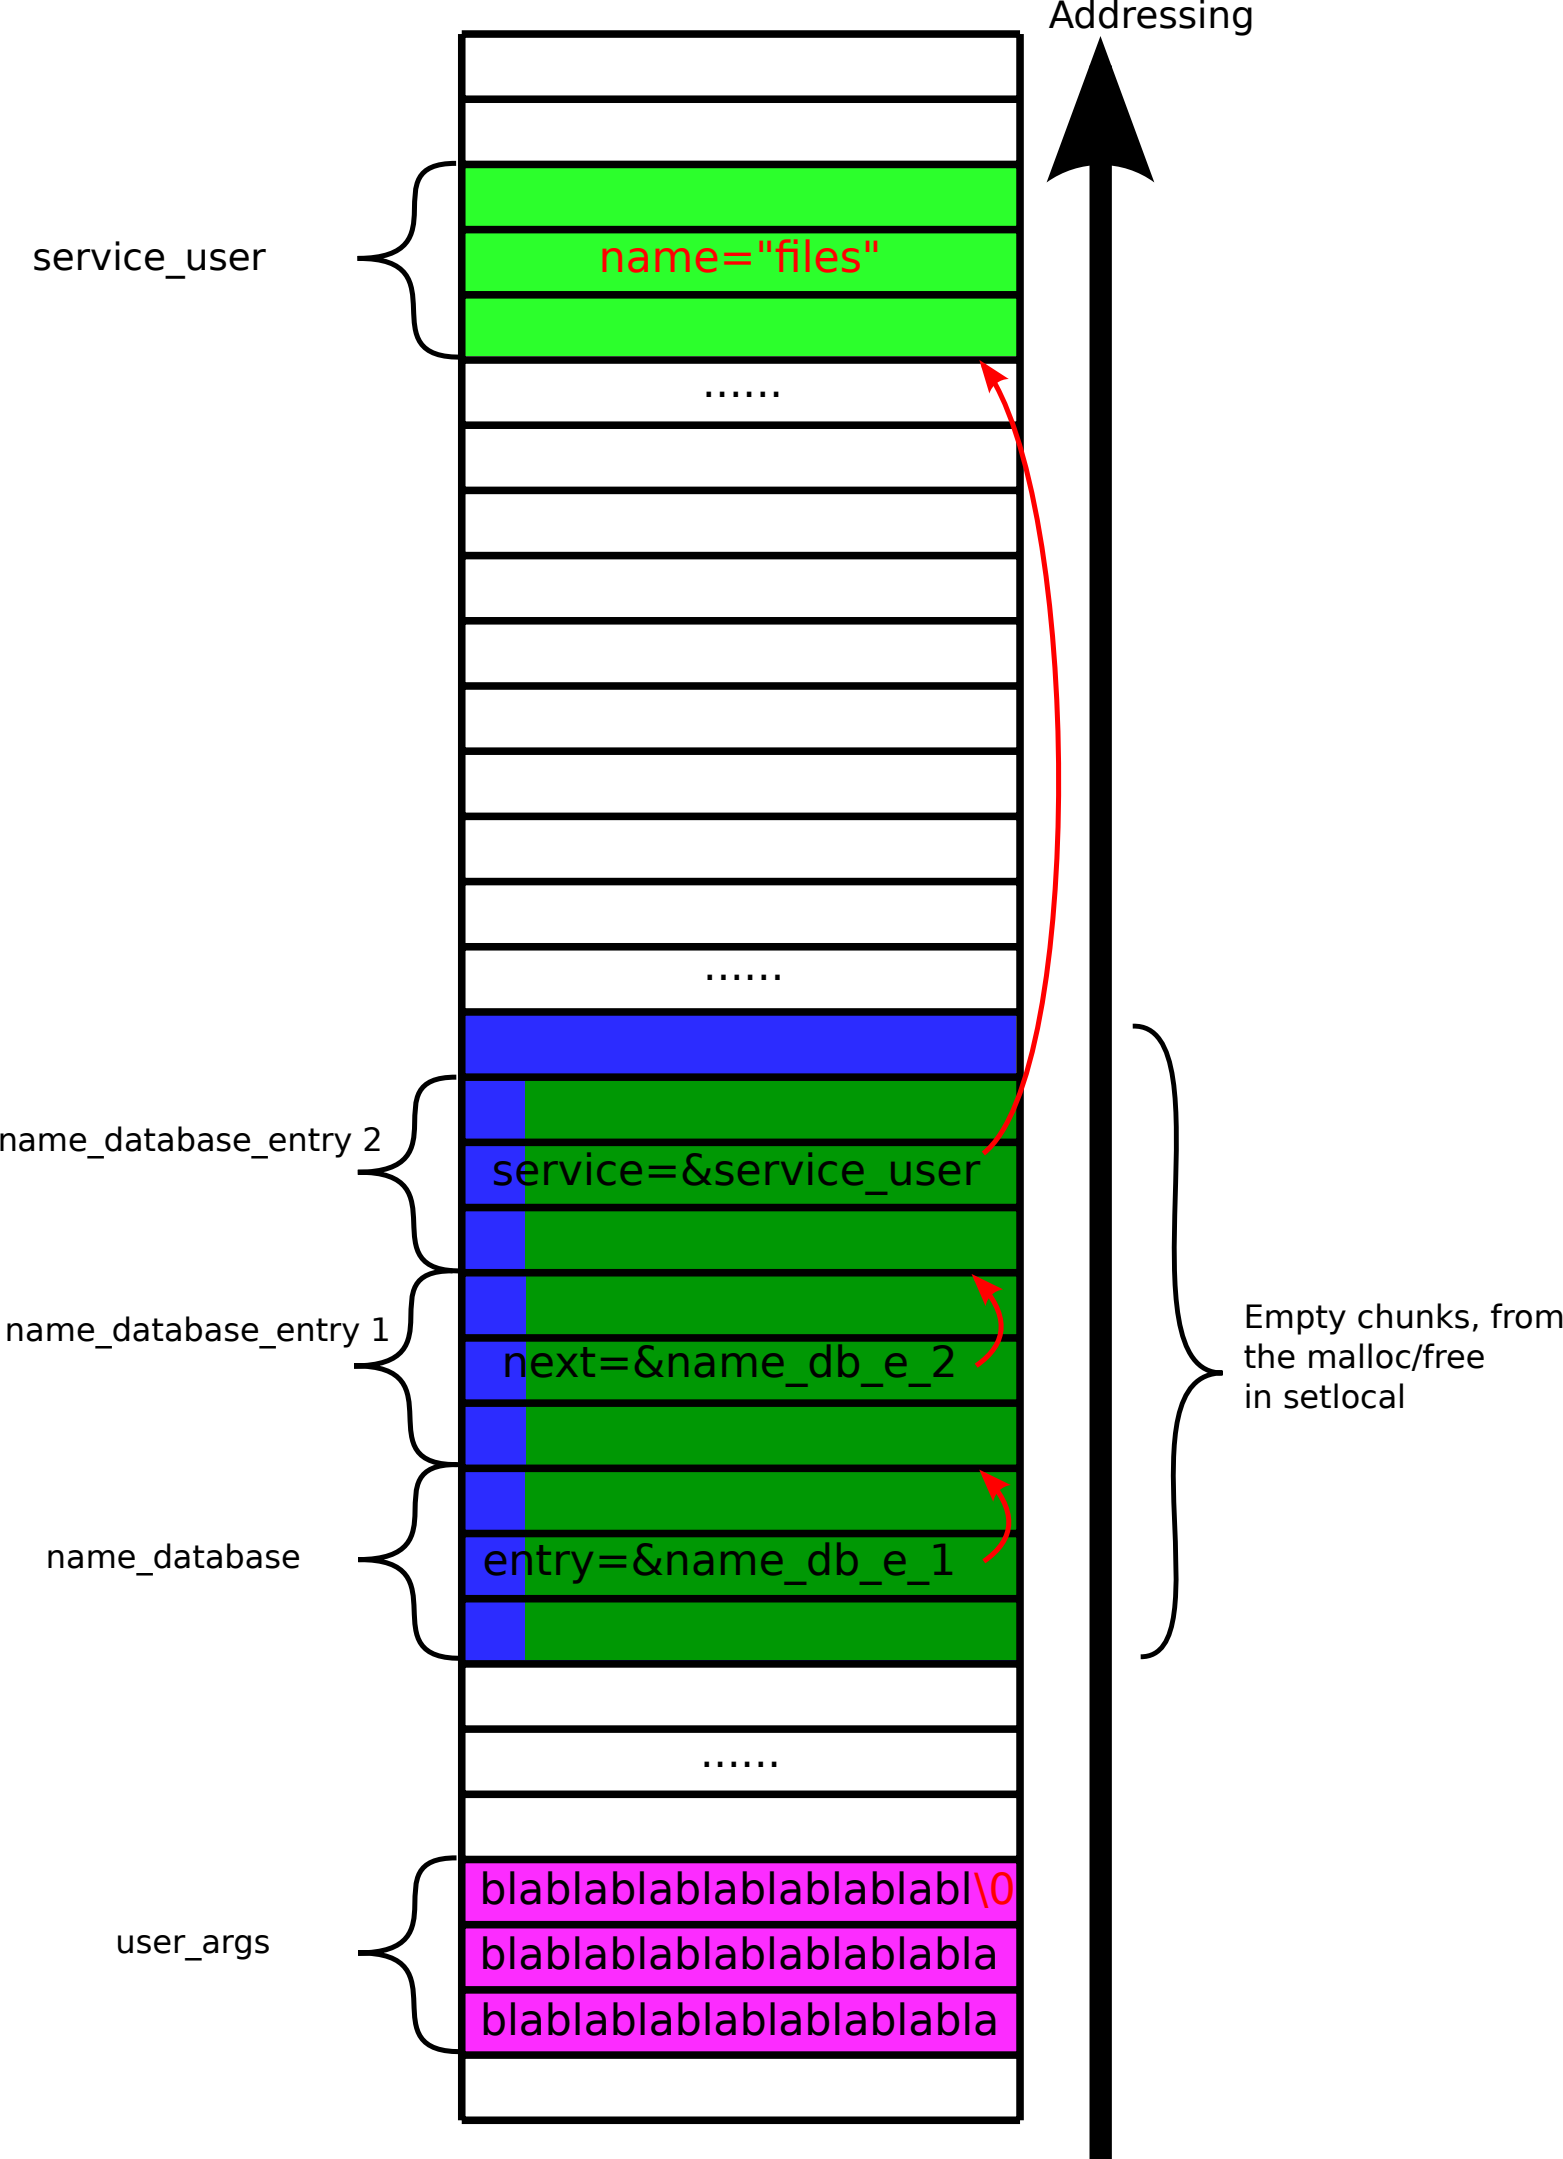 Addressing
service_user
name="files"
......
......
name_database_entry 2
service=&service_user
name_database_entry 1
next=&name_db_e_2
Empty chunks, from
the malloc/free
in setlocal
name_database
entry=&name_db_e_1
......
blablablablablablablabl\0
user_args
blablablablablablablabla
blablablablablablablabla